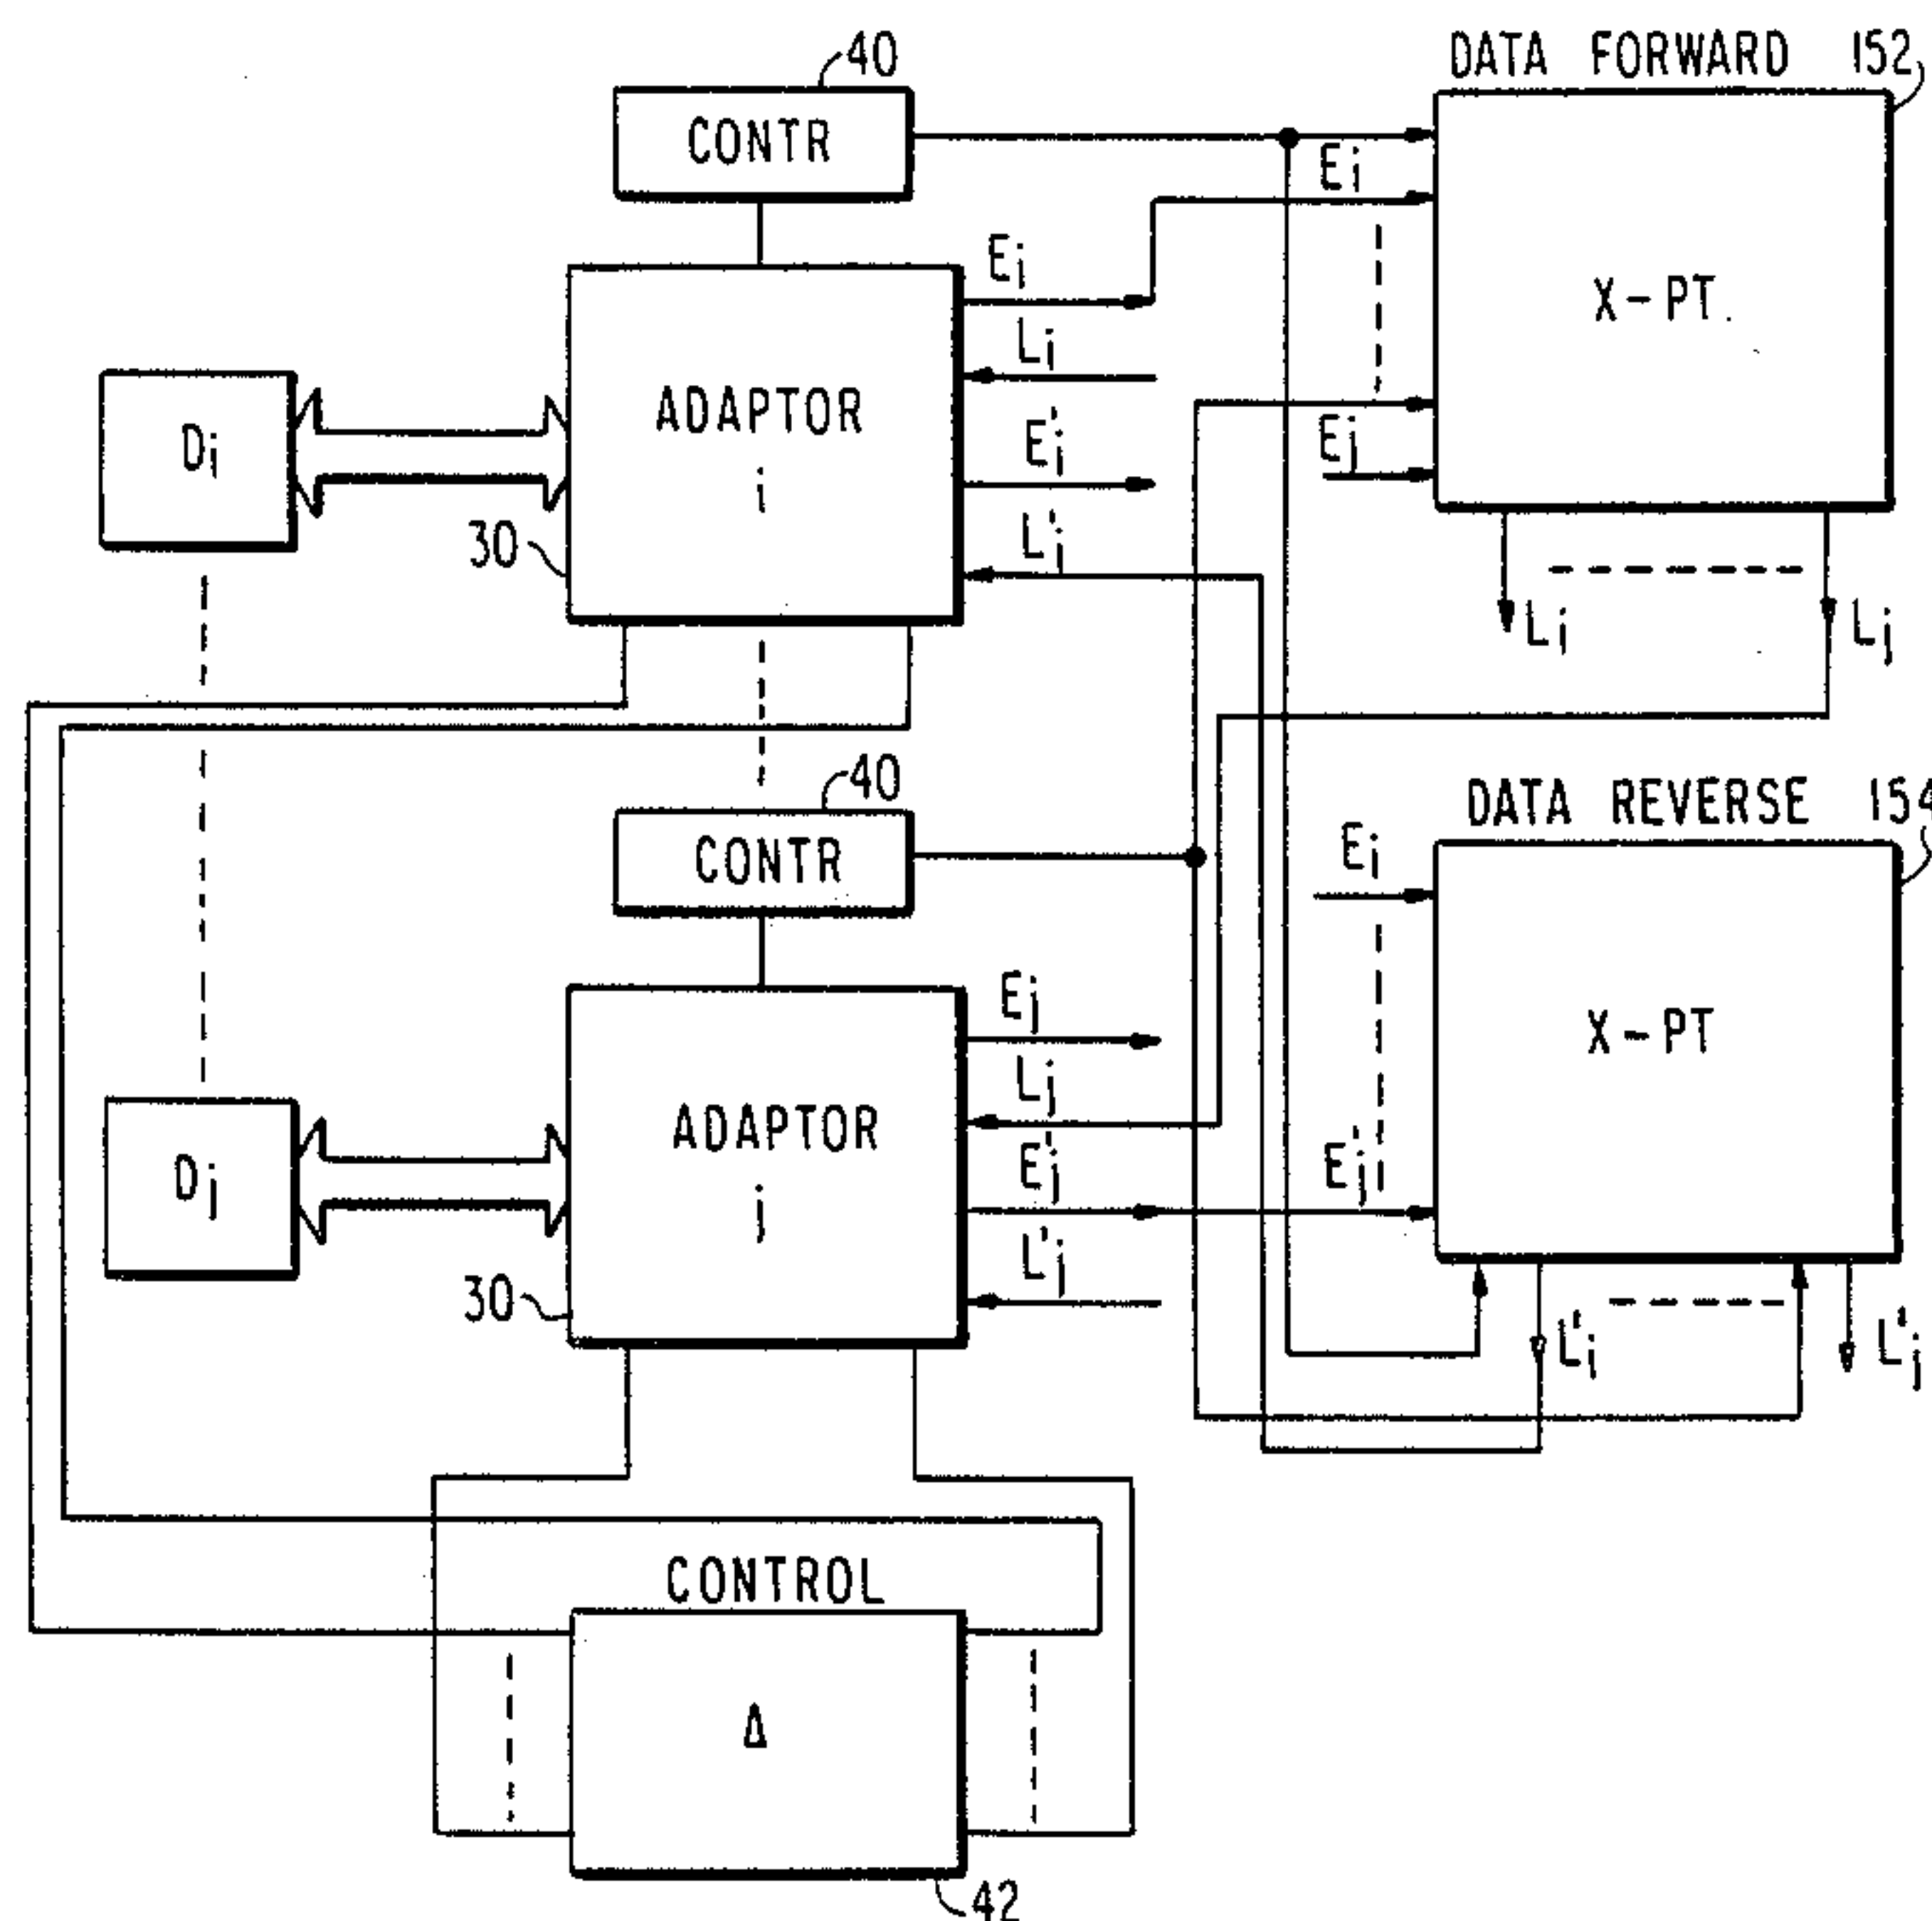 40
DATA FORWARD 152
CONTR
Ei
Ei
Li
X-PT.
ADAPTOR
i
Di
E'i
Ej
30
L'i
Li
Lj
40
DATA REVERSE 154
CONTR
Ei
Ej
Lj
X-PT
ADAPTOR
j
Dj
E'j
E'j
L'j
30
L'i
L'j
CONTROL
Δ
42